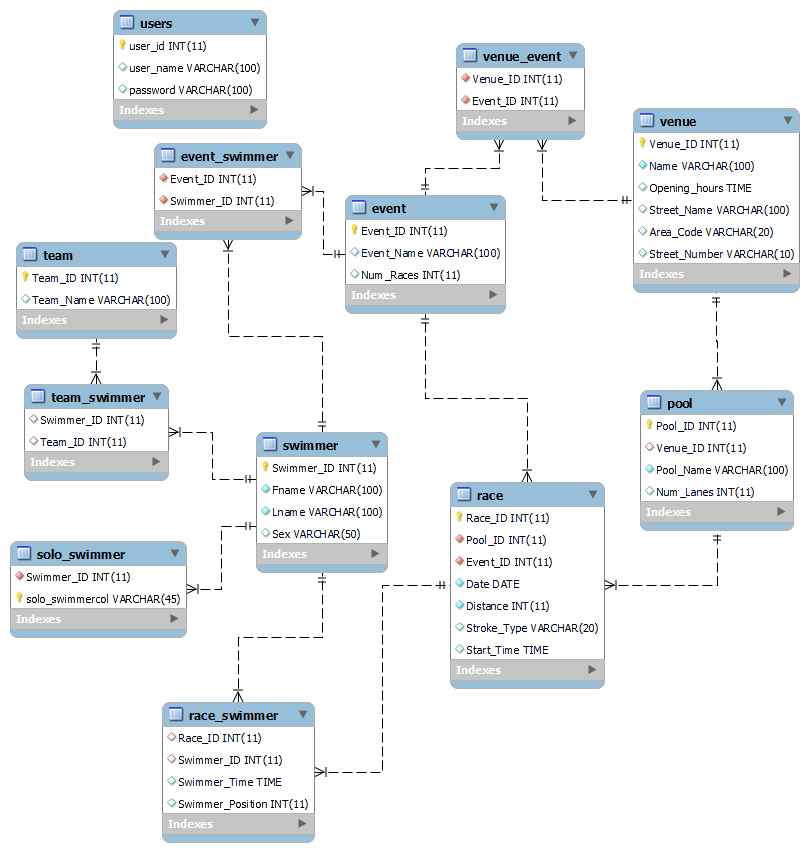 users
user_id INT(11)
user_name VARCHAR(100)
password VARCHAR(100)
Indexes
venue_event
Venue_ID INT(11)
Event_ID INT(11)
Indexes
venue
Venue_ID INT(11)
Name VARCHAR(100)
Opening_hours TIME
Street_Name VARCHAR(100)
Area_Code VARCHAR(20)
Street_Number VARCHAR(10)
Indexes
event_swimmer
Event_ID INT(11)
Swimmer_ID INT(11)
Indexes
event
Event_ID INT(11)
Event_Name VARCHAR(100)
Num_Races INT(11)
Indexes
team
Team_ID INT(11)
Team_Name VARCHAR(100)
Indexes
team_swimmer
Swimmer_ID INT(11)
Team_ID INT(11)
Indexes
swimmer
Swimmer_ID INT(11)
Fname VARCHAR(100)
Lname VARCHAR(100)
Sex VARCHAR(50)
Indexes
pool
Pool_ID INT(11)
Venue_ID INT(11)
Pool_Name VARCHAR(100)
Num_Lanes INT(11)
Indexes
race
Race_ID INT(11)
Pool_ID INT(11)
Event_ID INT(11)
Date DATE
Distance INT(11)
Stroke_Type VARCHAR(20)
Start_Time TIME
Indexes
solo_swimmer
Swimmer_ID INT(11)
solo_swimmercol VARCHAR(45)
Indexes
race_swimmer
Race_ID INT(11)
Swimmer_ID INT(11)
Swimmer_Time TIME
Swimmer_Position INT(11)
Indexes